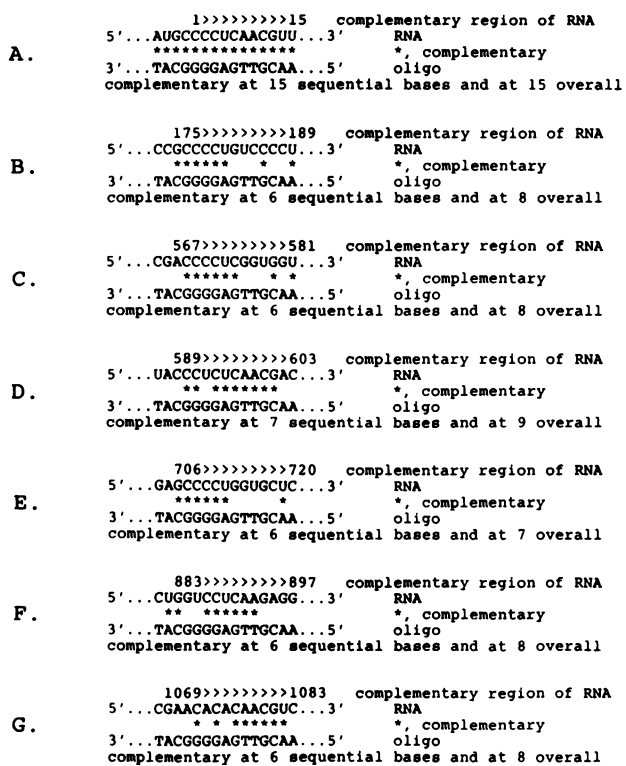 1>>>>>>>>>15 complementary region of RNA
A.
5'...AUGCCCCUCAACGUU...3' RNA
*************** *, complementary
3'...TACGGGGAGTTGCAA...5' oligo
complementary at 15 sequential bases and at 15 overall
175>>>>>>>>>189 complementary region of RNA
B.
5'...CCGCCCCUGUCCCCU...3' RNA
****** * * *, complementary
3'...TACGGGGAGTTGCAA...5' oligo
complementary at 6 sequential bases and at 8 overall
567>>>>>>>>>581 complementary region of RNA
C.
5'...CGACCCCUCGGUGGU...3' RNA
****** * * *, complementary
3'...TACGGGGAGTTGCAA...5' oligo
complementary at 6 sequential bases and at 8 overall
589>>>>>>>>>603 complementary region of RNA
D.
5'...UACCCUCUCAACGAC...3' RNA
** ******* *, complementary
3'...TACGGGGAGTTGCAA...5' oligo
complementary at 7 sequential bases and at 9 overall
706>>>>>>>>>720 complementary region of RNA
E.
5'...GAGCCCCUGGUGCUC...3' RNA
****** * *, complementary
3'...TACGGGGAGTTGCAA...5' oligo
complementary at 6 sequential bases and at 7 overall
883>>>>>>>>>897 complementary region of RNA
F.
5'...CUGGUCCUCAAGAGG...3' RNA
** ****** *, complementary
3'...TACGGGGAGTTGCAA...5' oligo
complementary at 6 sequential bases and at 8 overall
1069>>>>>>>>>1083 complementary region of RNA
G.
5'...CGAACACACAACGUC...3' RNA
* * ****** *, complementary
3'...TACGGGGAGTTGCAA...5' oligo
complementary at 6 sequential bases and at 8 overall